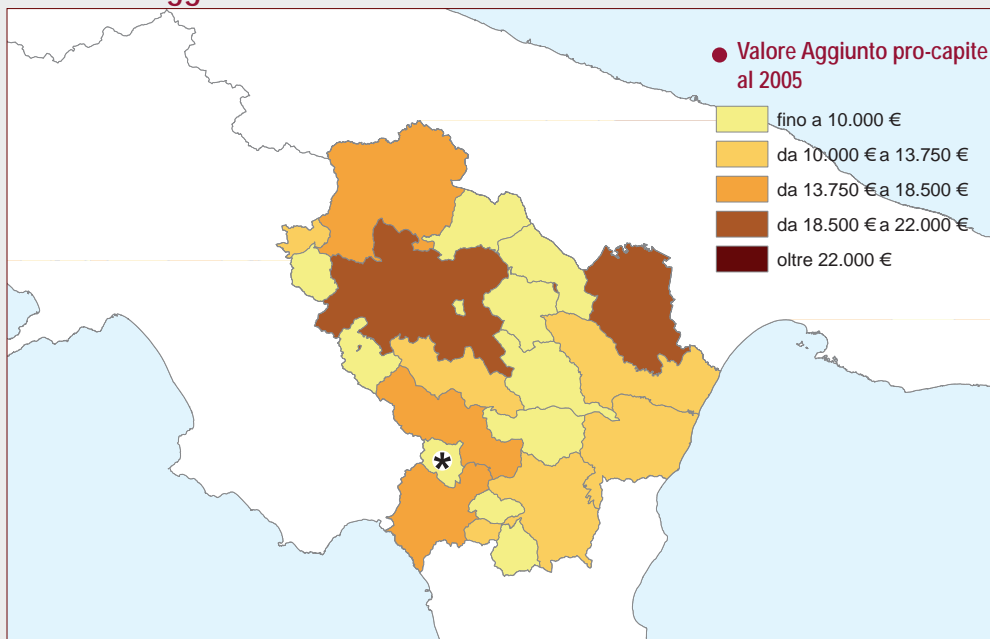 Valore Aggiunto pro-capite
al 2005
fino a 10.000 €
da 10.000 € a 13.750 €
da 13.750 € a 18.500 €
da 18.500 € a 22.000 €
oltre 22.000 €
*